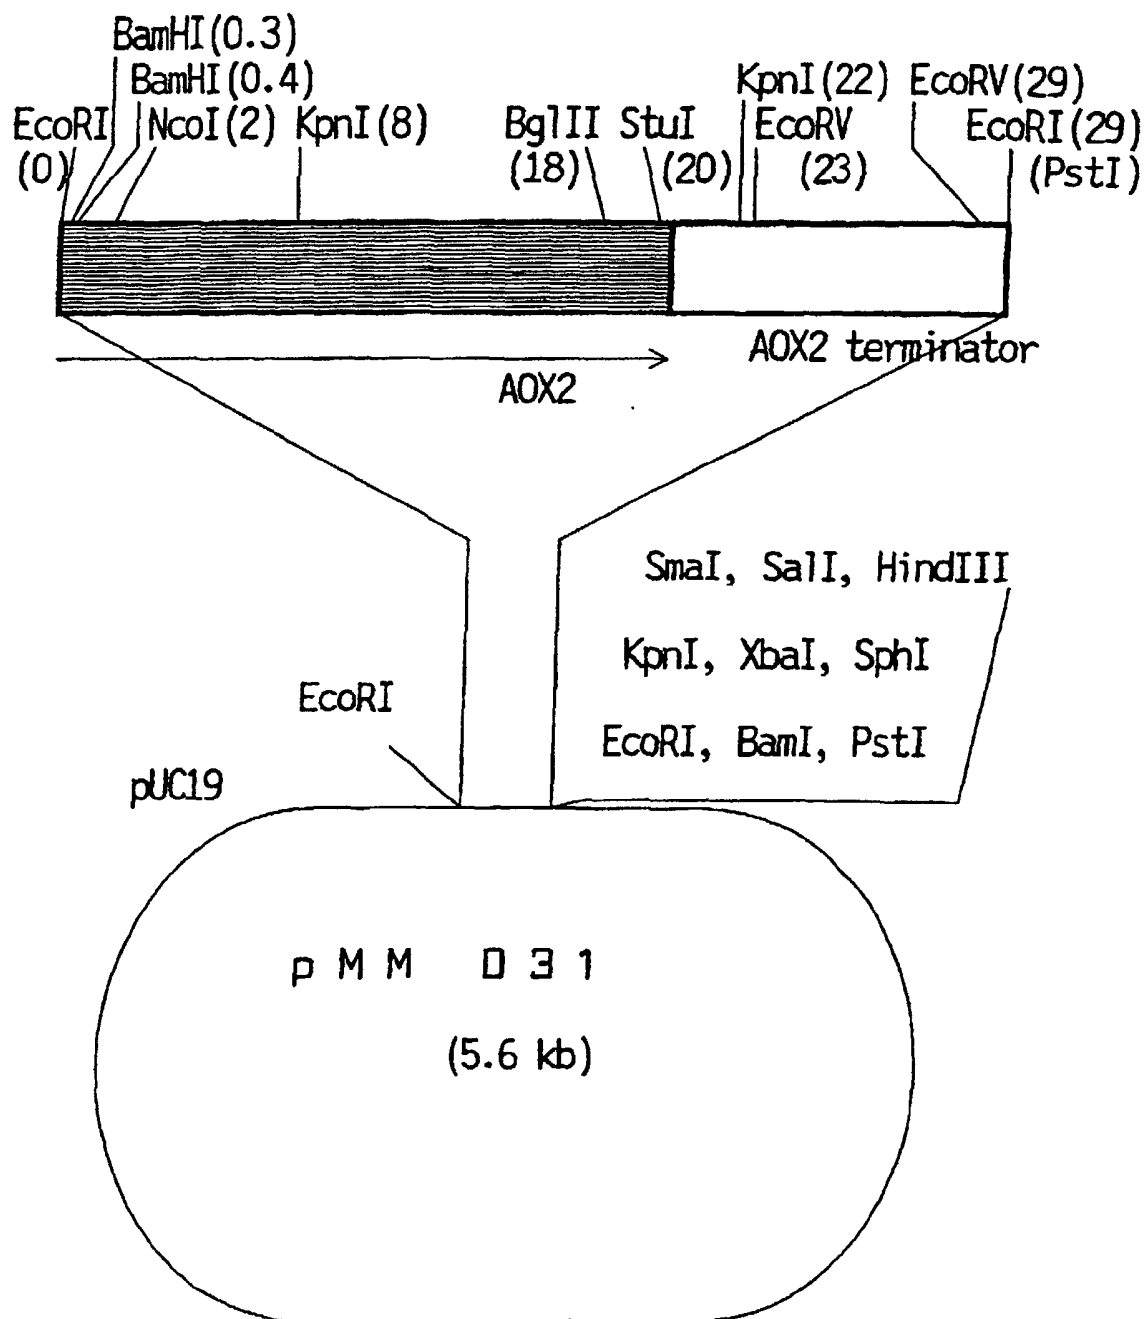 BamHI(0.3)
BamHI(0.4)
KpnI(22) EcoRV(29)
EcoRI NcoI(2) KpnI(8) BglII StuI EcoRV EcoRI(29)
(0) (18) (20) (23) (PstI)
AOX2 terminator
AOX2
SmaI, SalI, HindIII
KpnI, XbaI, SphI
EcoRI
EcoRI, BamI, PstI
pUC19
pMM D31
(5.6 kb)